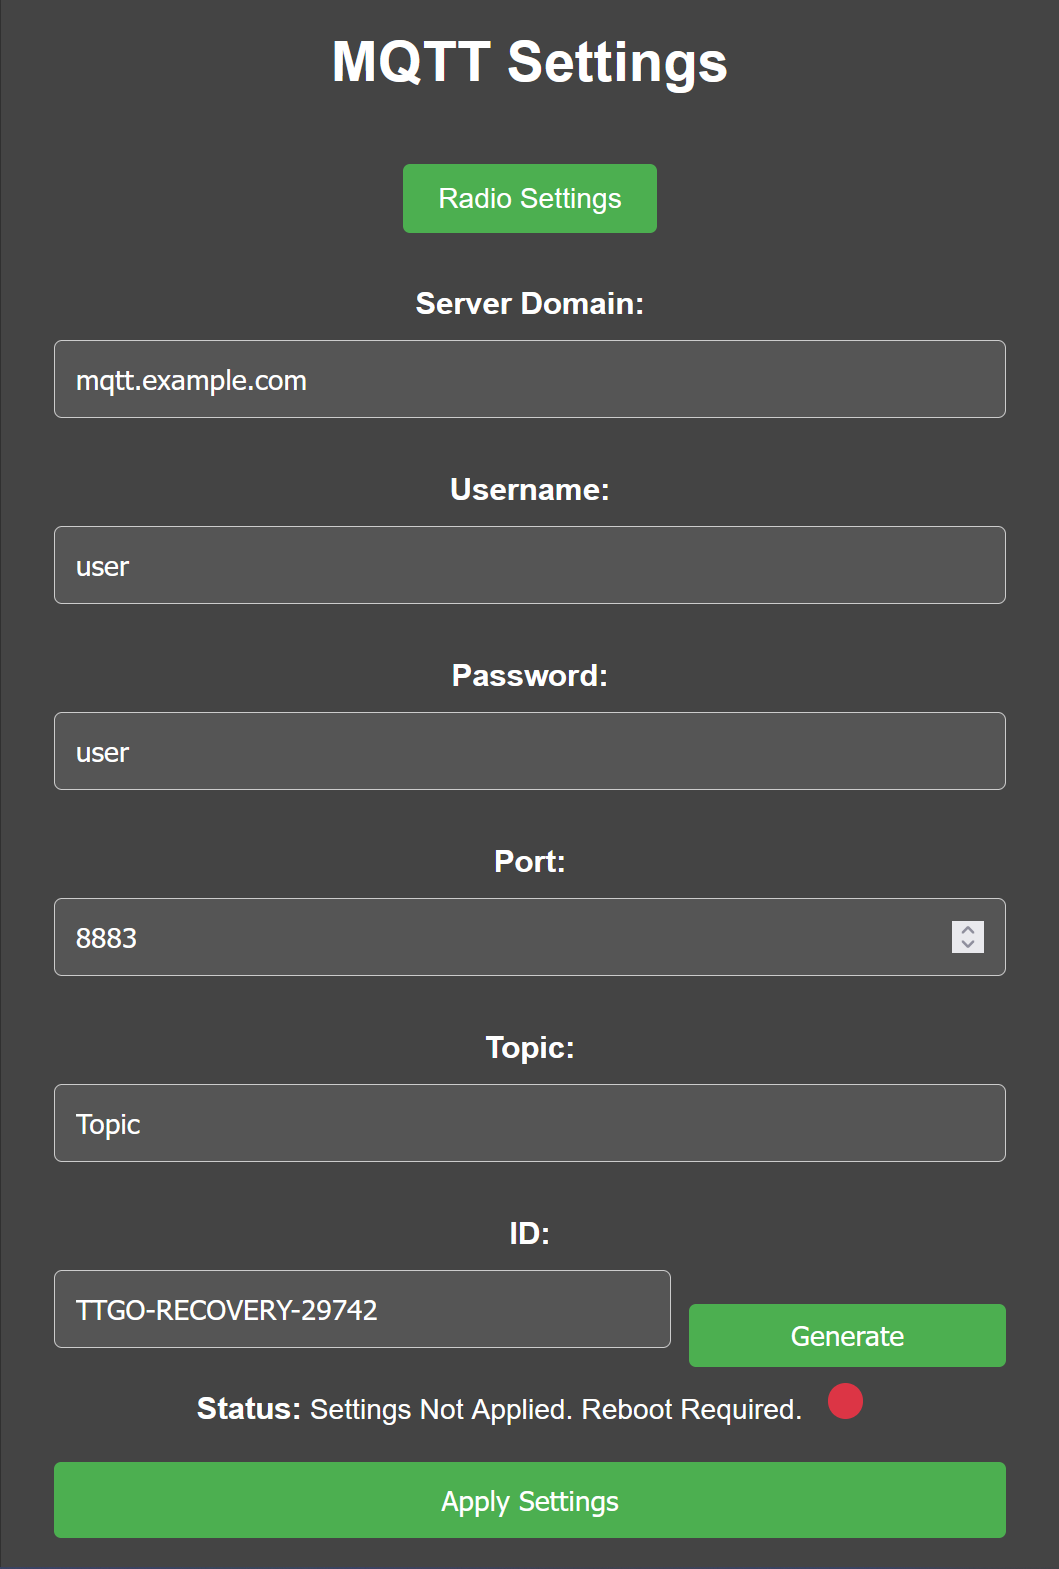 MQTT Settings
Radio Settings
Server Domain:
mqtt.example.com
Username:
user
Password:
user
Port:
8883
Topic:
Topic
ID:
TTGO-RECOVERY-29742
Generate
Status: Settings Not Applied. Reboot Required.
Apply Settings